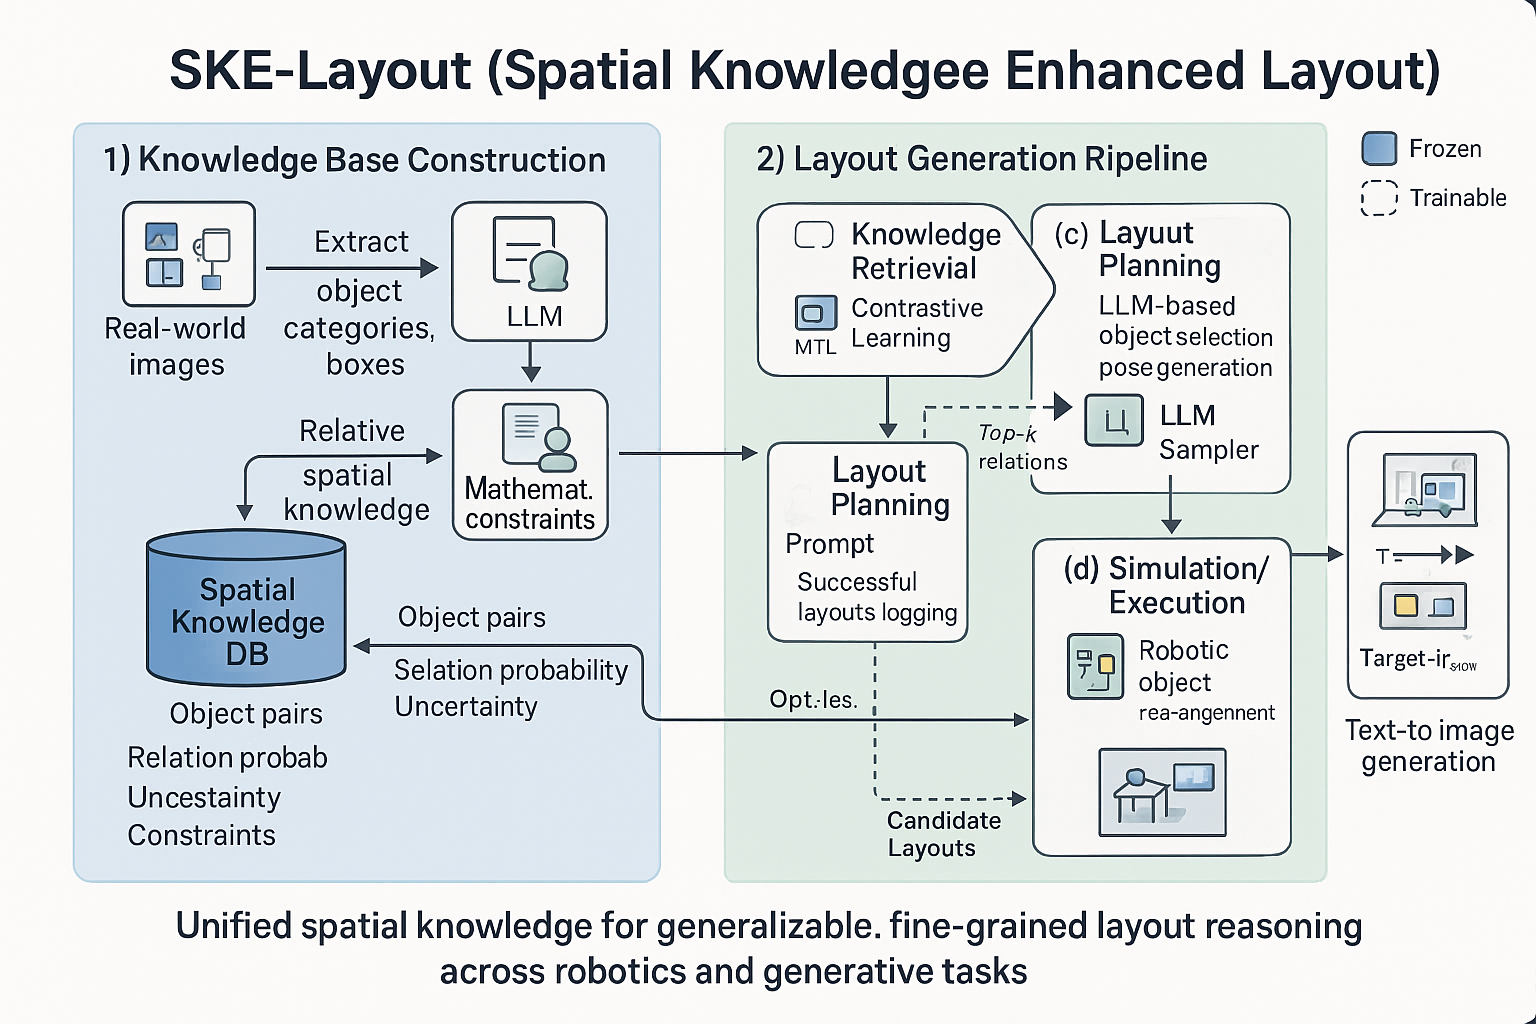 SKE-Layout (Spatial Knowledgee Enhanced Layout)
1) Knowledge Base Construction
Real-world
images
Extract
object
categories,
boxes
LLM
Relative
spatial
knowledge
Mathemat.
constraints
Spatial
Knowledge
DB
Object pairs
Selation probability
Uncertainty
Object pairs
Relation probab
Uncestainty
Constraints
2) Layout Generation Ripeline
Knowledge
Retrievial
MTL
Contrastive
Learning
(c) Layuut
Planning
LLM-based
object selection
pose generation
LLM
Sampler
Top-k
relations
Layout
Planning
Prompt
Successful
layouts logging
Opt.·les.
Candidate
Layouts
(d) Simulation/
Execution
Robotic
object
rea-angennent
Frozen
Trainable
Text-to image
generation
Unified spatial knowledge for generalizable. fine-grained layout reasoning
across robotics and generative tasks